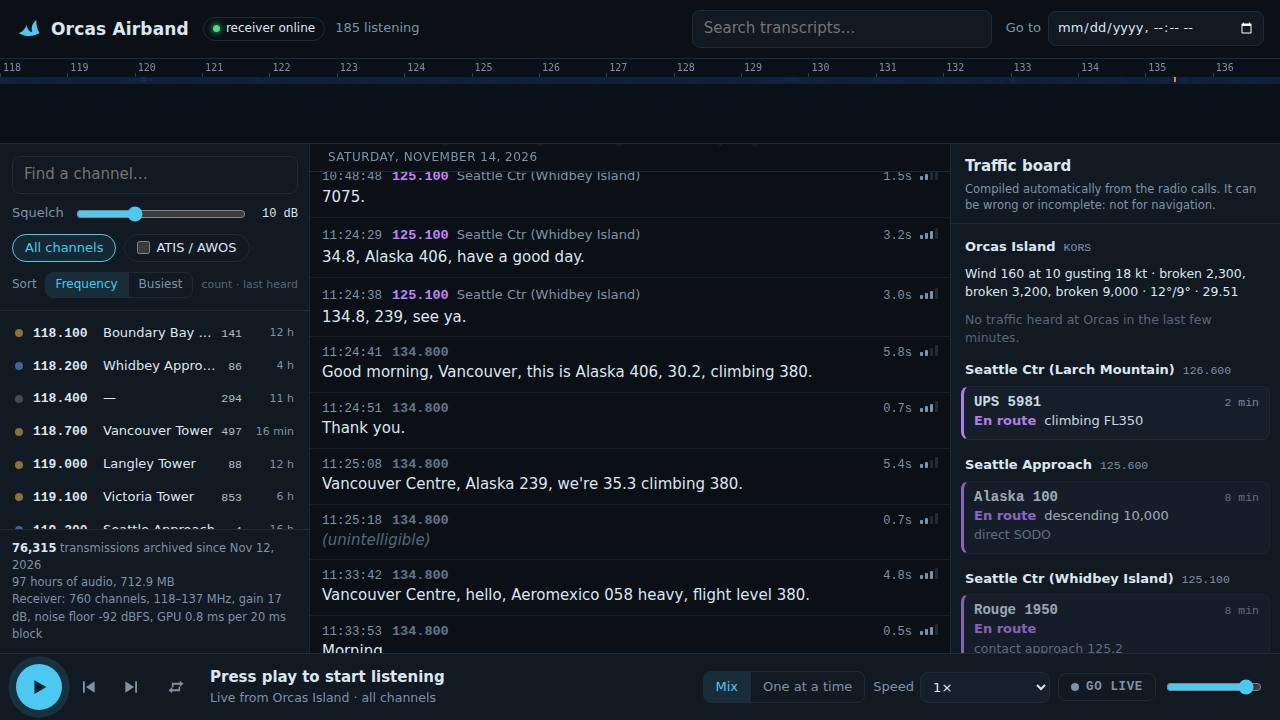 Orcas Airband
receiver online
185 listening
Search transcripts…
Go to
mm/dd/yyyy, --:-- --
118 119 120 121 122 123 124 125 126 127 128 129 130 131 132 133 134 135 136
Find a channel…
Squelch
10 dB
All channels
ATIS / AWOS
Sort
Frequency
Busiest
count · last heard
118.100 Boundary Bay … 141 12 h
118.200 Whidbey Appro… 86 4 h
118.400 — 294 11 h
118.700 Vancouver Tower 497 16 min
119.000 Langley Tower 88 12 h
119.100 Victoria Tower 853 6 h
76,315 transmissions archived since Nov 12,
2026
97 hours of audio, 712.9 MB
Receiver: 760 channels, 118–137 MHz, gain 17
dB, noise floor -92 dBFS, GPU 0.8 ms per 20 ms
block
SATURDAY, NOVEMBER 14, 2026
10:48:48 125.100 Seattle Ctr (Whidbey Island) 1.5s
7075.
11:24:29 125.100 Seattle Ctr (Whidbey Island) 3.2s
34.8, Alaska 406, have a good day.
11:24:38 125.100 Seattle Ctr (Whidbey Island) 3.0s
134.8, 239, see ya.
11:24:41 134.800 5.8s
Good morning, Vancouver, this is Alaska 406, 30.2, climbing 380.
11:24:51 134.800 0.7s
Thank you.
11:25:08 134.800 5.4s
Vancouver Centre, Alaska 239, we're 35.3 climbing 380.
11:25:18 134.800 0.7s
(unintelligible)
11:33:42 134.800 4.8s
Vancouver Centre, hello, Aeromexico 058 heavy, flight level 380.
11:33:53 134.800 0.5s
Morning
Traffic board
Compiled automatically from the radio calls. It can
be wrong or incomplete: not for navigation.
Orcas Island KORS
Wind 160 at 10 gusting 18 kt · broken 2,300,
broken 3,200, broken 9,000 · 12°/9° · 29.51
No traffic heard at Orcas in the last few
minutes.
Seattle Ctr (Larch Mountain) 126.600
UPS 5981 2 min
En route climbing FL350
Seattle Approach 125.600
Alaska 100 8 min
En route descending 10,000
direct SODO
Seattle Ctr (Whidbey Island) 125.100
Rouge 1950 8 min
En route
contact approach 125.2
Press play to start listening
Live from Orcas Island · all channels
Mix
One at a time
Speed
1×
GO LIVE